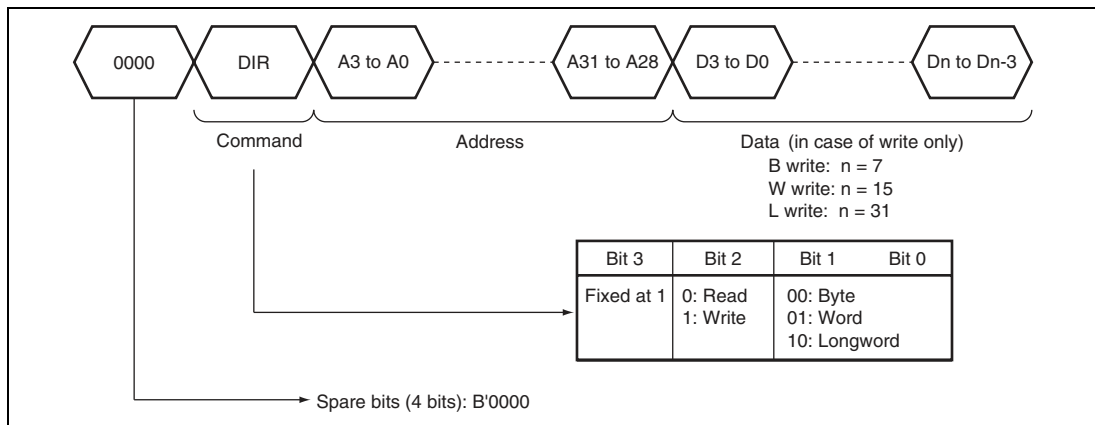 0000 DIR A3 to A0 A31 to A28 D3 to D0 Dn to Dn-3
Command Address Data (in case of write only)
B write: n = 7
W write: n = 15
L write: n = 31
Bit 3 Bit 2 Bit 1 Bit 0
Fixed at 1 0: Read 00: Byte
1: Write 01: Word
10: Longword
Spare bits (4 bits): B'0000